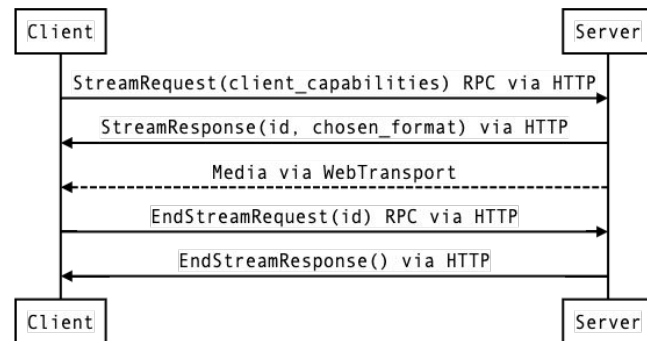 Client
Server
StreamRequest(client_capabilities) RPC via HTTP
StreamResponse(id, chosen_format) via HTTP
Media via WebTransport
EndStreamRequest(id) RPC via HTTP
EndStreamResponse() via HTTP
Client
Server